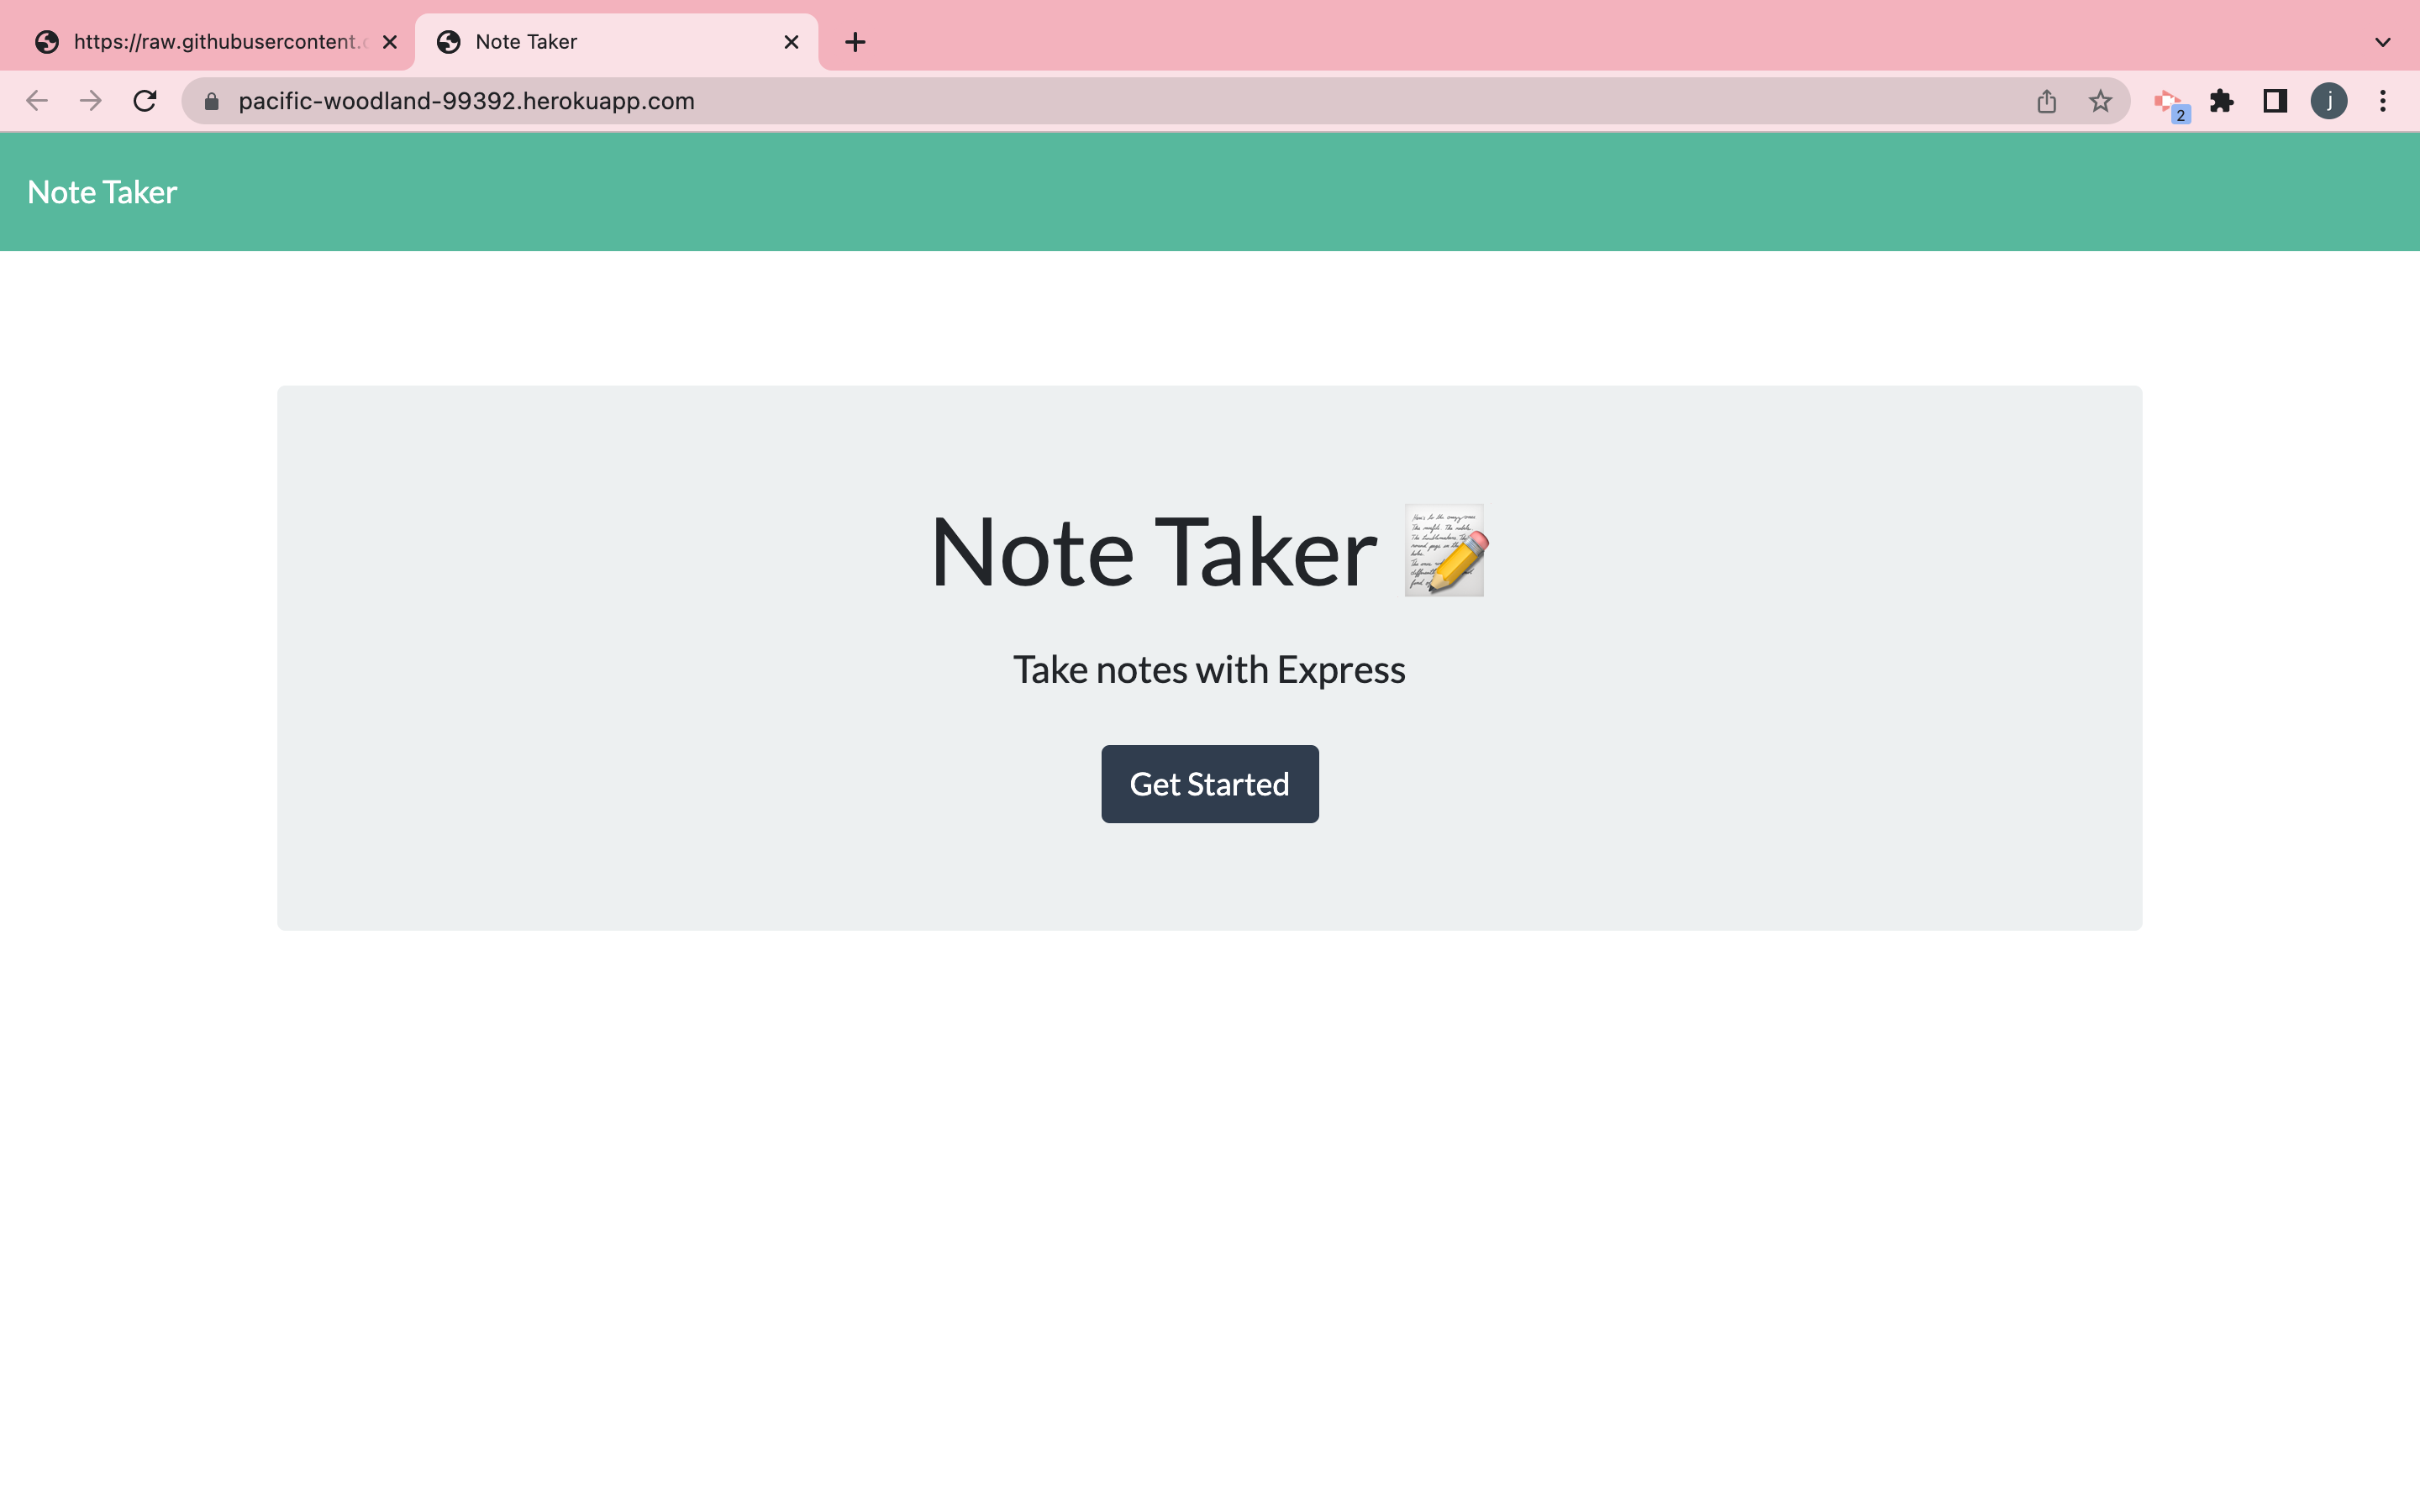 https://raw.githubusercontent.
Note Taker
pacific-woodland-99392.herokuapp.com
2
j
Note Taker
Note Taker
Take notes with Express
Get Started